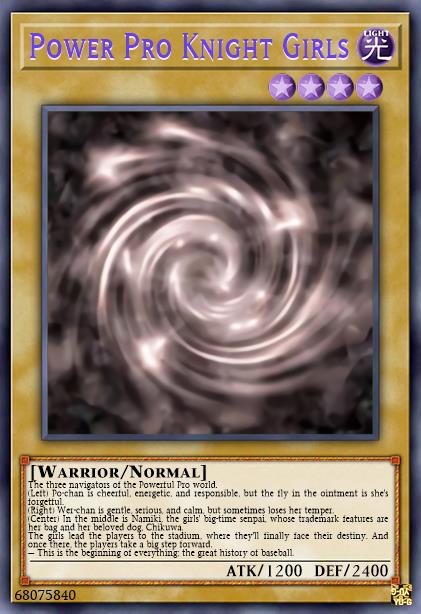 Power Pro Knight Girls
LIGHT
光
[Warrior/Normal]
The three navigators of the Powerful Pro world.
(Left) Po-chan is cheerful, energetic, and responsible, but the fly in the ointment is she's
forgetful.
(Right) Wer-chan is gentle, serious, and calm, but sometimes loses her temper.
(Center) In the middle is Namiki, the girls' big-time senpai, whose trademark features are
her bag and her beloved dog, Chikuwa.
The girls lead the players to the stadium, where they'll finally face their destiny. And
once there, the players take a big step forward.
— This is the beginning of everything; the great history of baseball.
ATK/1200 DEF/2400
68075840